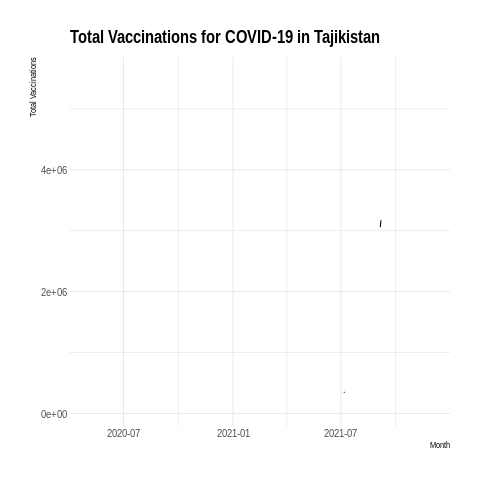 Total Vaccinations for COVID-19 in Tajikistan
Total Vaccinations
4e+06
2e+06
0e+00
2020-07
2021-01
2021-07
Month